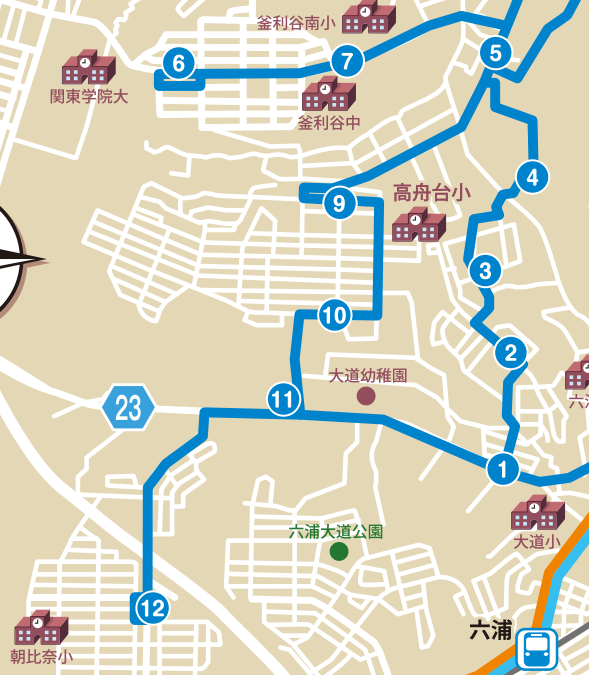 釜利谷南小
5
7
6
関東学院大
釜利谷中
4
高舟台小
9
3
10
2
大道幼稚園
六
11
23
1
大道小
六浦大道公園
12
六浦
朝比奈小